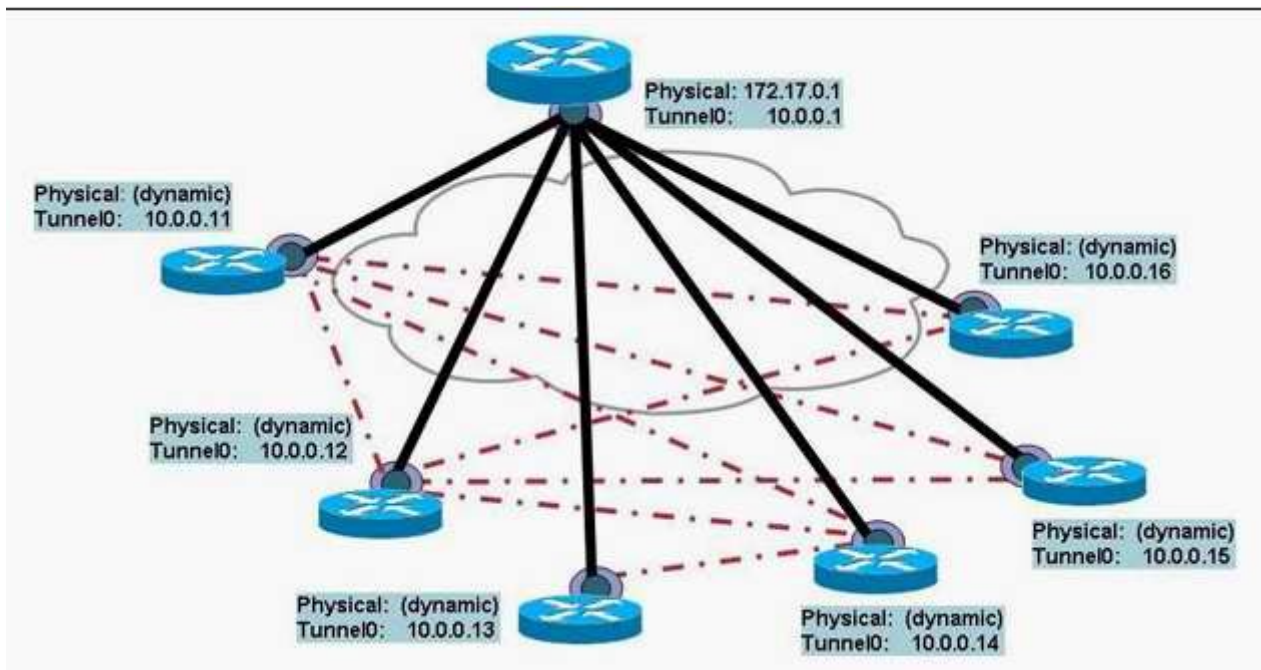 Physical: 172.17.0.1
Tunnel0: 10.0.0.1
Physical: (dynamic)
Tunnel0: 10.0.0.11
Physical: (dynamic)
Tunnel0: 10.0.0.16
Physical: (dynamic)
Tunnel0: 10.0.0.12
Physical: (dynamic)
Tunnel0: 10.0.0.15
Physical: (dynamic)
Tunnel0: 10.0.0.13
Physical: (dynamic)
Tunnel0: 10.0.0.14